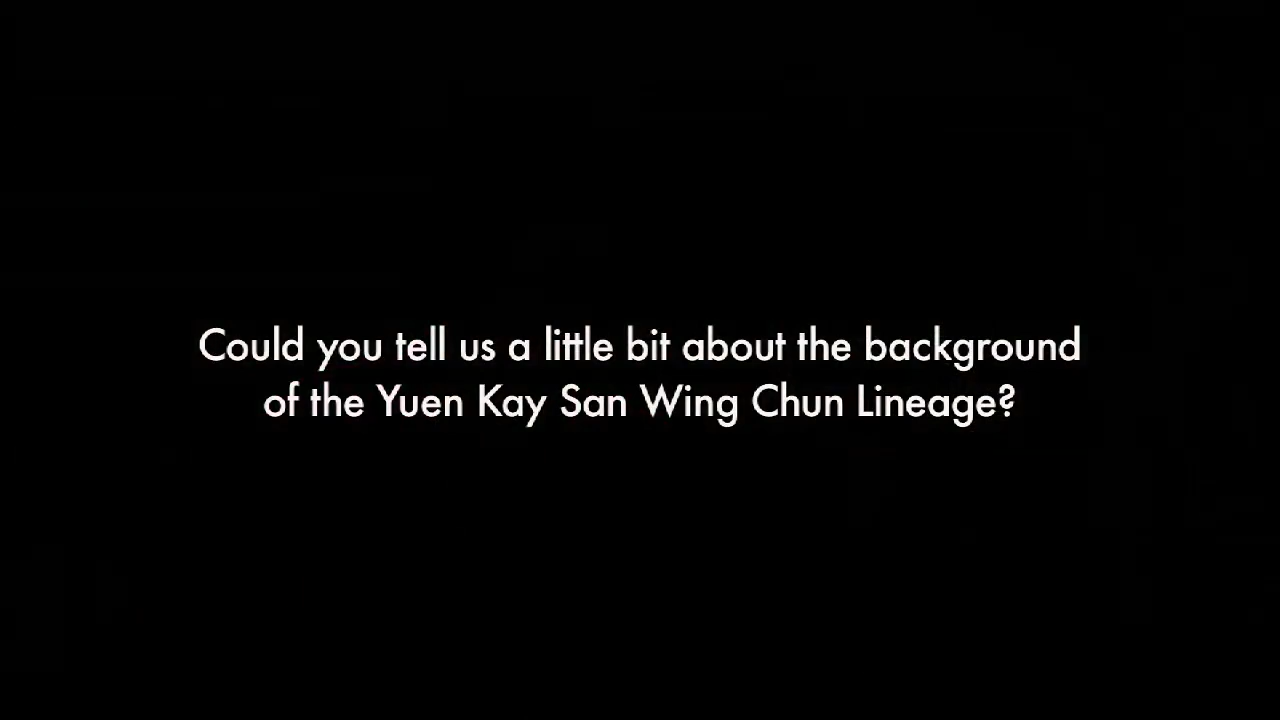 Could you tell us a little bit about the background
of the Yuen Kay San Wing Chun Lineage?